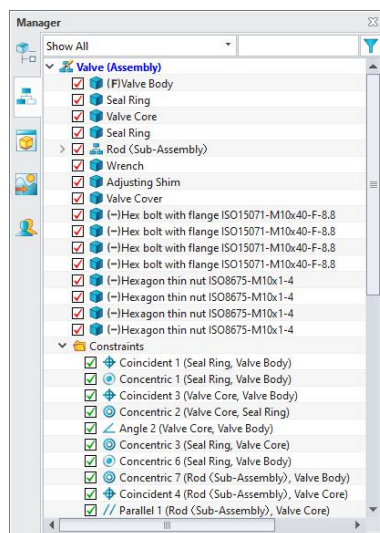 Manager
Show All
Valve (Assembly)
(F)Valve Body
Seal Ring
Valve Core
Seal Ring
Rod (Sub-Assembly)
Wrench
Adjusting Shim
Valve Cover
(-)Hex bolt with flange ISO15071-M10x40-F-8.8
(-)Hex bolt with flange ISO15071-M10x40-F-8.8
(-)Hex bolt with flange ISO15071-M10x40-F-8.8
(-)Hex bolt with flange ISO15071-M10x40-F-8.8
(-)Hexagon thin nut ISO8675-M10x1-4
(-)Hexagon thin nut ISO8675-M10x1-4
(-)Hexagon thin nut ISO8675-M10x1-4
(-)Hexagon thin nut ISO8675-M10x1-4
Constraints
Coincident 1 (Seal Ring, Valve Body)
Concentric 1 (Seal Ring, Valve Body)
Coincident 3 (Valve Core, Valve Body)
Concentric 2 (Valve Core, Seal Ring)
Angle 2 (Valve Core, Valve Body)
Concentric 3 (Seal Ring, Valve Core)
Concentric 6 (Seal Ring, Valve Body)
Concentric 7 (Rod (Sub-Assembly), Valve Body)
Coincident 4 (Rod (Sub-Assembly), Valve Core)
Parallel 1 (Rod (Sub-Assembly), Valve Core)